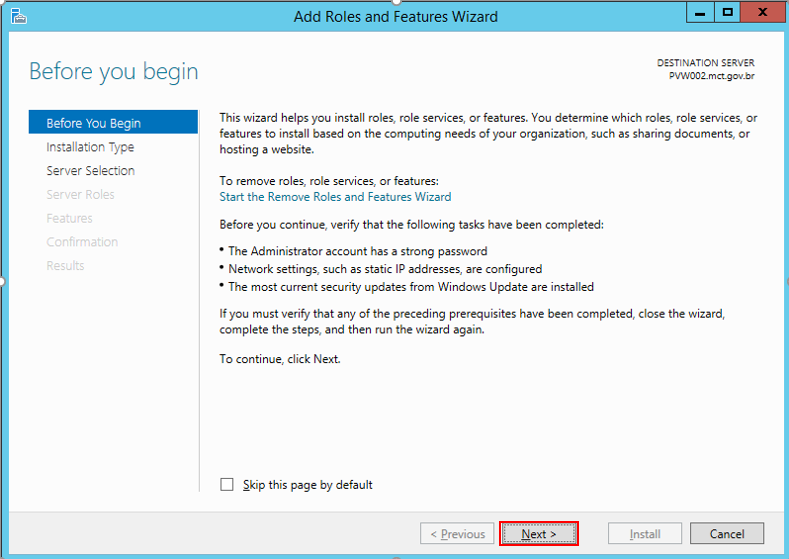 Add Roles and Features Wizard
Before you begin
DESTINATION SERVER
PVW002.mct.gov.br
Before You Begin
Installation Type
Server Selection
Server Roles
Features
Confirmation
Results
This wizard helps you install roles, role services, or features. You determine which roles, role services, or
features to install based on the computing needs of your organization, such as sharing documents, or
hosting a website.
To remove roles, role services, or features:
Start the Remove Roles and Features Wizard
Before you continue, verify that the following tasks have been completed:
• The Administrator account has a strong password
• Network settings, such as static IP addresses, are configured
• The most current security updates from Windows Update are installed
If you must verify that any of the preceding prerequisites have been completed, close the wizard,
complete the steps, and then run the wizard again.
To continue, click Next.
Skip this page by default
< Previous
Next >
Install
Cancel